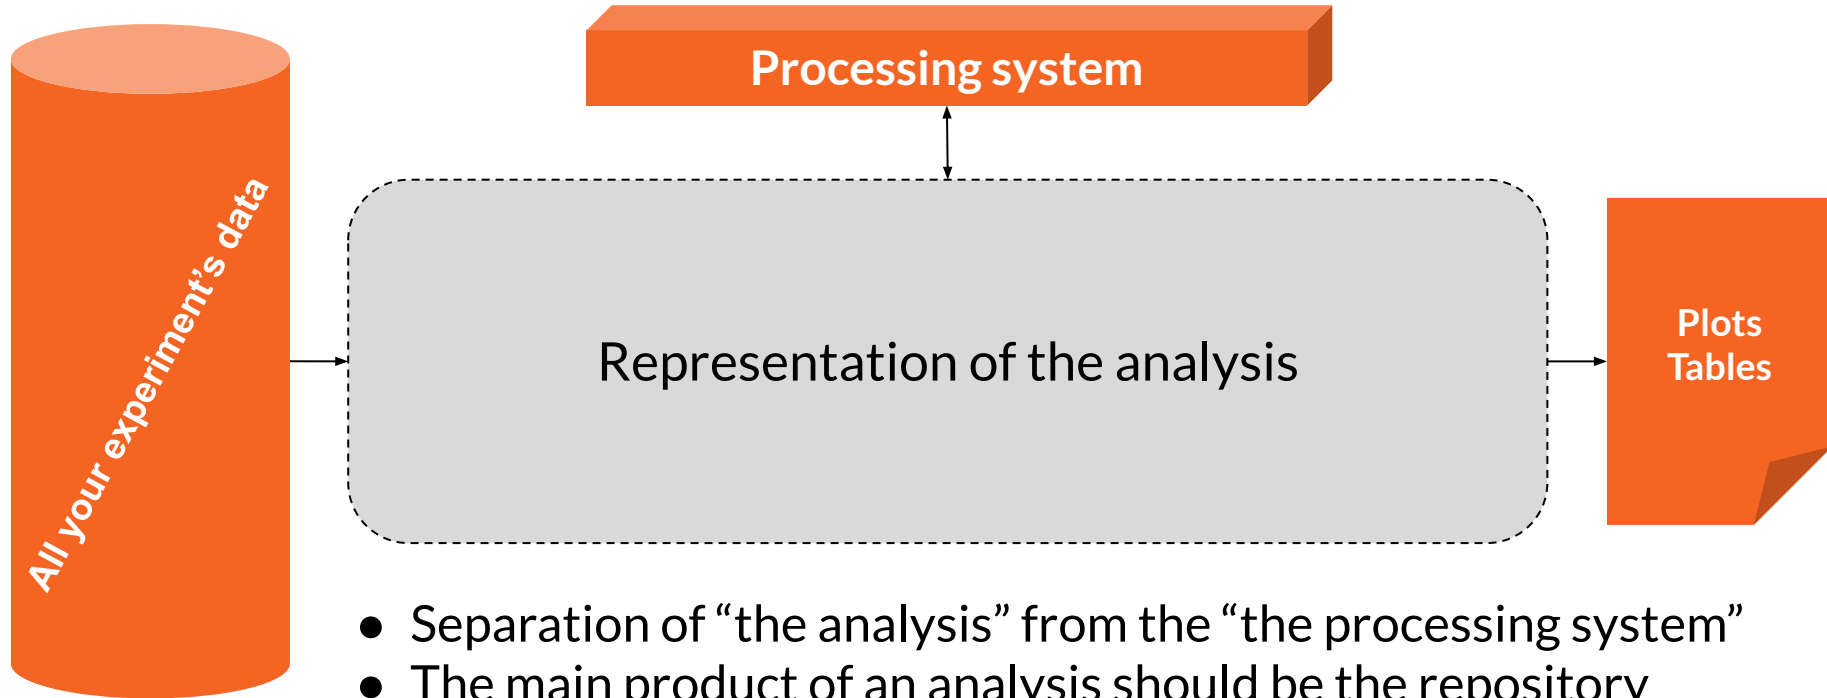 Processing system
All your experiment’s data
Representation of the analysis
Plots
Tables
● Separation of “the analysis” from the “the processing system”
● The main product of an analysis should be the repository